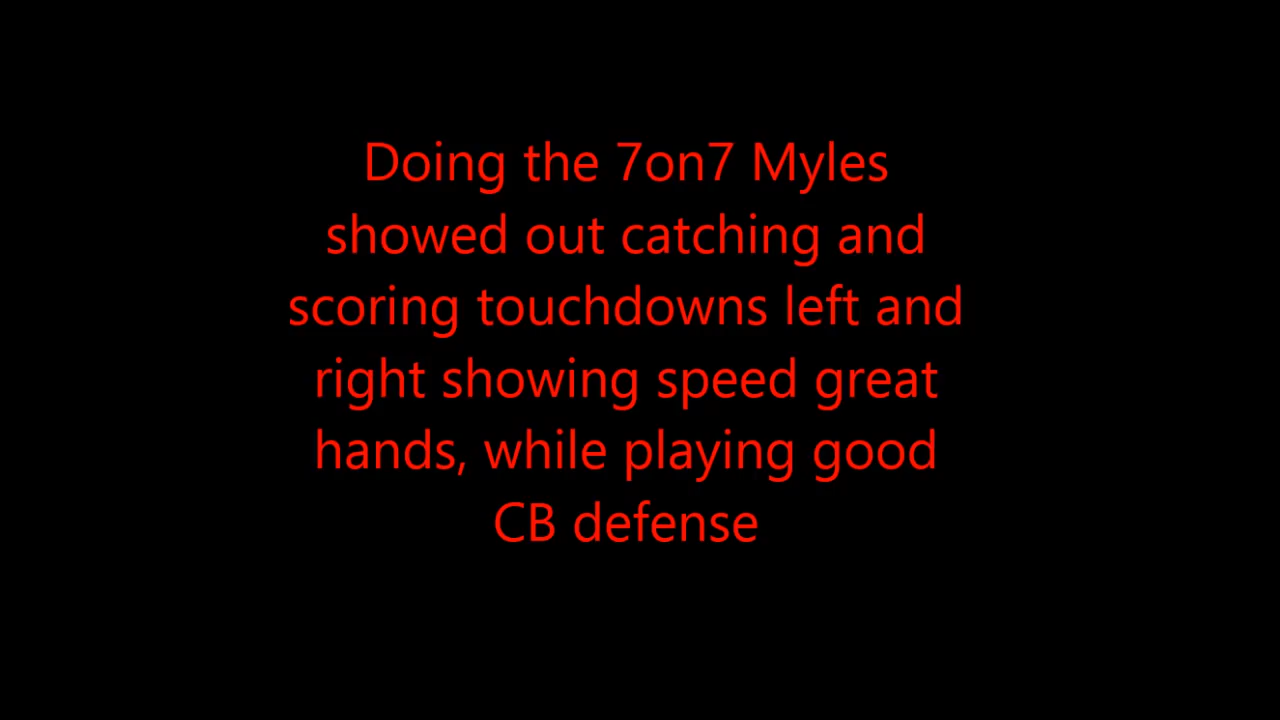 Doing the 7on7 Myles
showed out catching and
scoring touchdowns left and
right showing speed great
hands, while playing good
CB defense